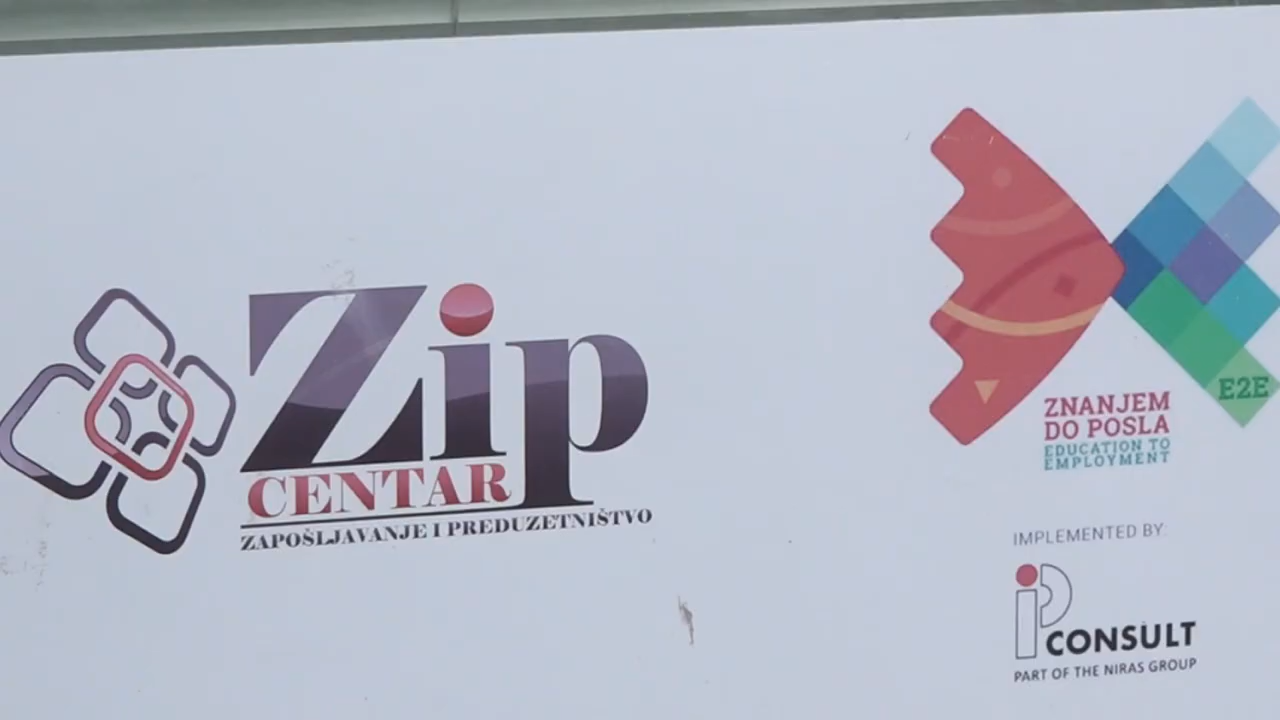 Zip
CENTAR
ZAPOŠLJAVANJE I PREDUZETNIŠTVO
E2E
ZNANJEM
DO POSLA
EDUCATION TO
EMPLOYMENT
IMPLEMENTED BY:
iP
CONSULT
PART OF THE NIRAS GROUP